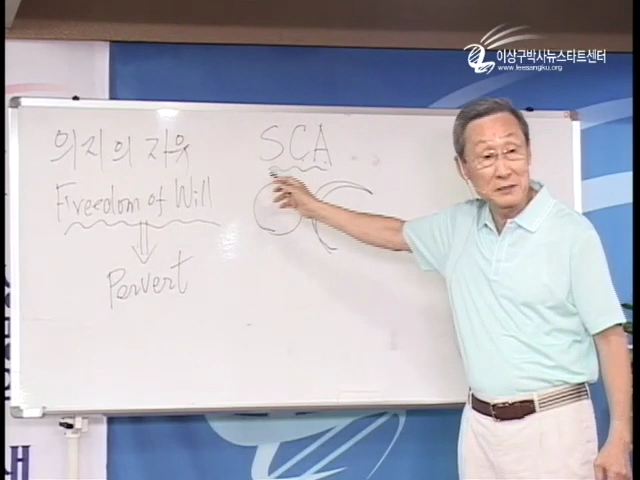 이상구박사뉴스타트센터
www.leesangku.org
의지의 자유
Freedom of Will
Pervert
SCA